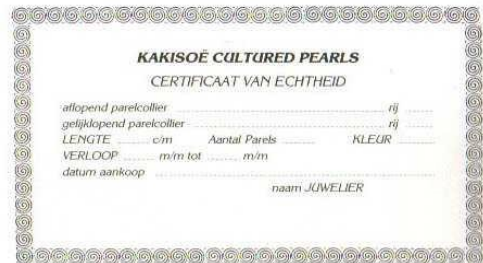 KAKISOË CULTURED PEARLS
CERTIFICAAT VAN ECHTHEID
aflopend parelcollier ........ rij ........
gelijklopend parelcollier ........ rij ........
LENGTE ........ c/m Aantal Parels ........ KLEUR ........
VERLOOP ........ m/m tot ........ m/m
datum aankoop ........
naam JUWELIER